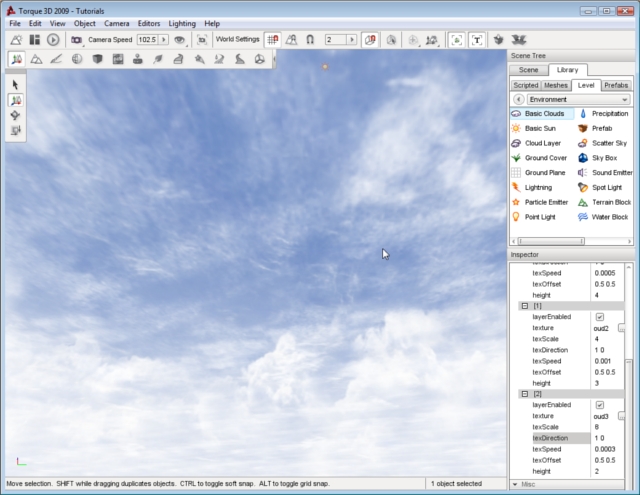 Torque 3D 2009 - Tutorials
File Edit View Object Camera Editors Lighting Help
Camera Speed 102.5 World Settings 2
Scene Tree
Scene Library
Scripted Meshes Level Prefabs
Environment
Basic Clouds Precipitation
Basic Sun Prefab
Cloud Layer Scatter Sky
Ground Cover Sky Box
Ground Plane Sound Emitter
Lightning Spot Light
Particle Emitter Terrain Block
Point Light Water Block
Inspector
texDirection 1 0
texSpeed 0.0005
texOffset 0.5 0.5
height 4
[1]
layerEnabled
texture oud2 ...
texScale 4
texDirection 1 0
texSpeed 0.001
texOffset 0.5 0.5
height 3
[2]
layerEnabled
texture oud3 ...
texScale 8
texDirection 1 0
texSpeed 0.0003
texOffset 0.5 0.5
height 2
Misc
Move selection. SHIFT while dragging duplicates objects. CTRL to toggle soft snap. ALT to toggle grid snap. 1 object selected